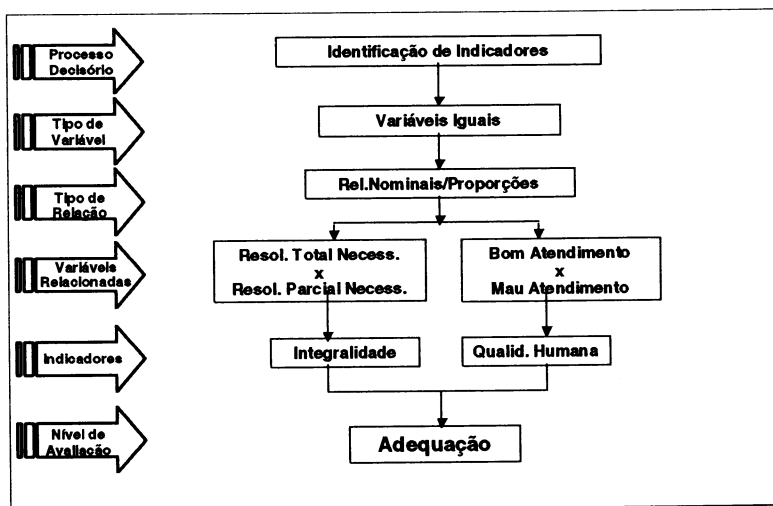 Processo
Decisório
Identificação de Indicadores
Tipo de
Variável
Variáveis Iguais
Tipo de
Relação
Rel.Nominais/Proporções
Variáveis
Relacionadas
Resol. Total Necess.
x
Resol. Parcial Necess.
Bom Atendimento
x
Mau Atendimento
Indicadores
Integralidade
Qualid. Humana
Nível de
Avaliação
Adequação